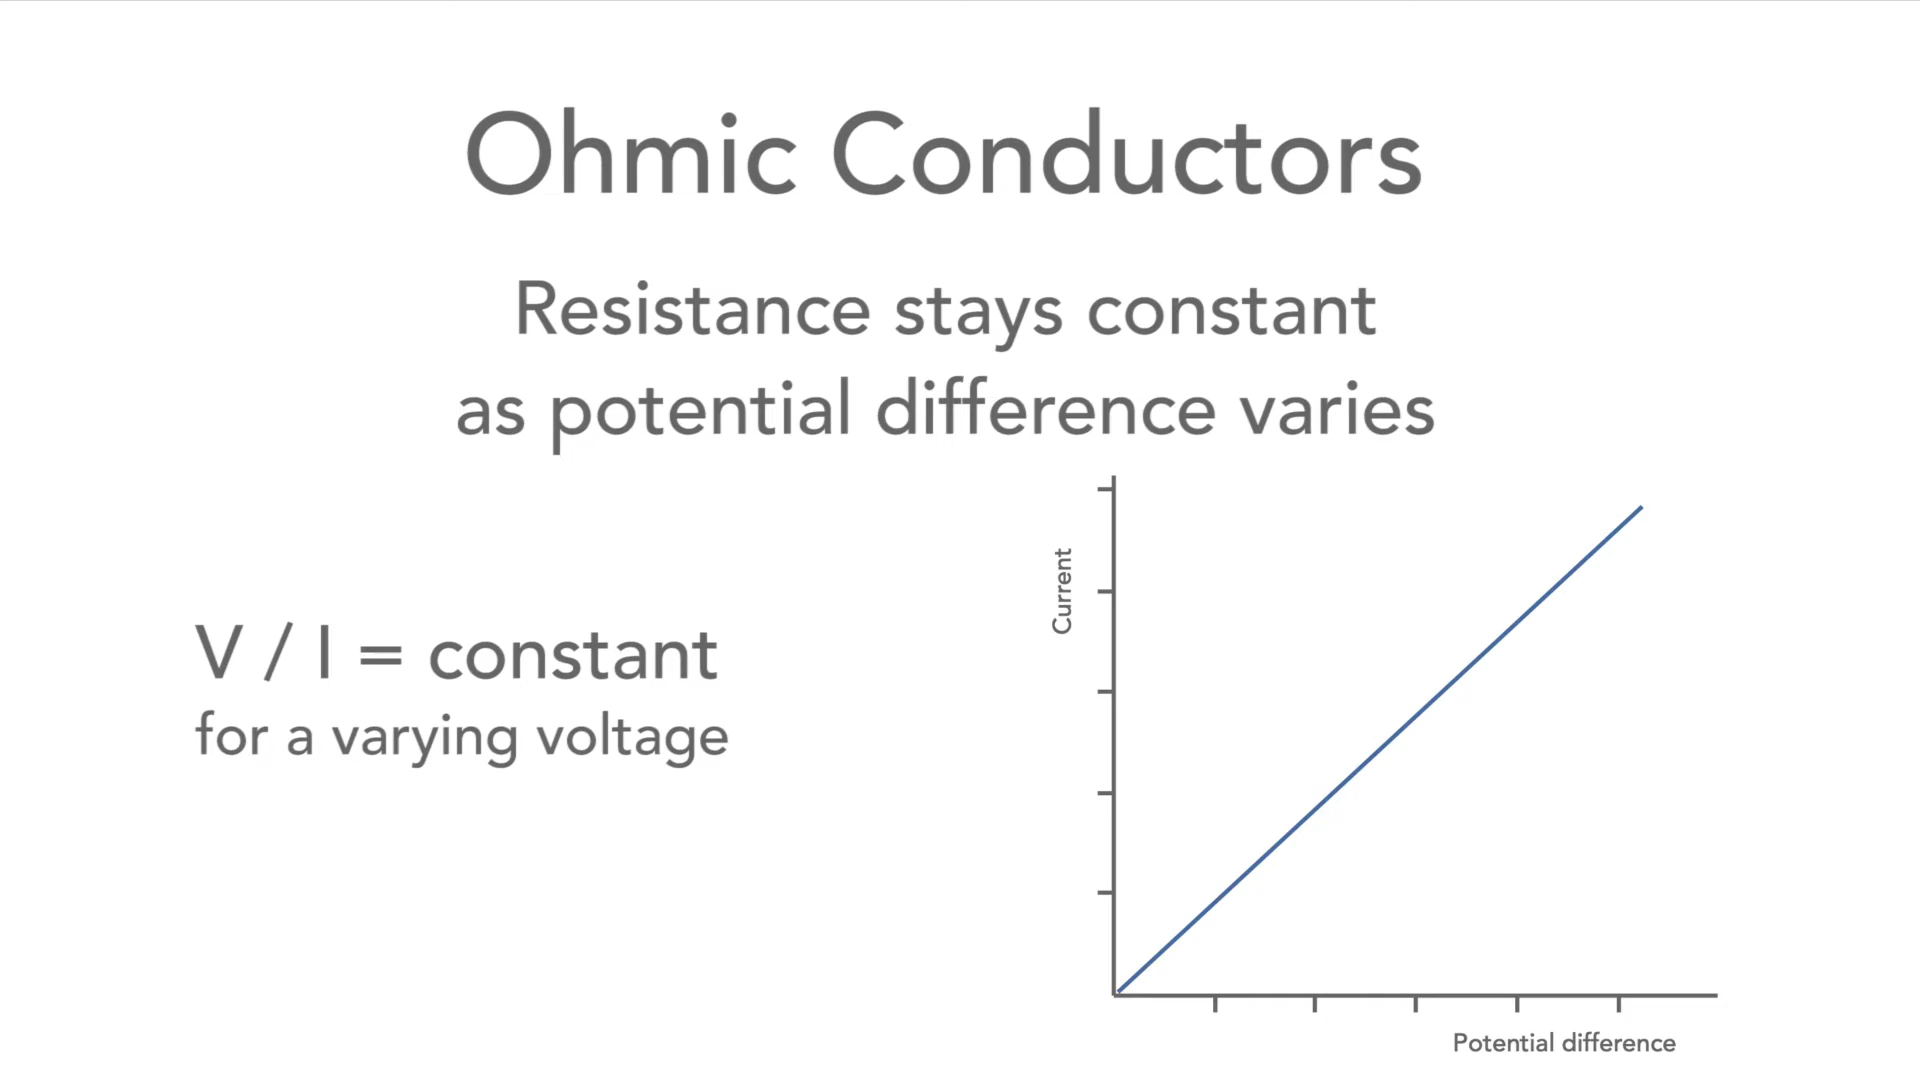 Ohmic Conductors
Resistance stays constant
as potential difference varies
V / I = constant
for a varying voltage
Current
Potential difference